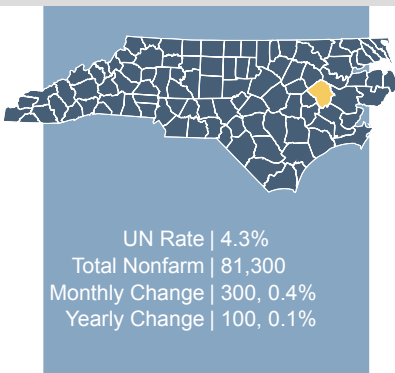 UN Rate | 4.3%
Total Nonfarm | 81,300
Monthly Change | 300, 0.4%
Yearly Change | 100, 0.1%